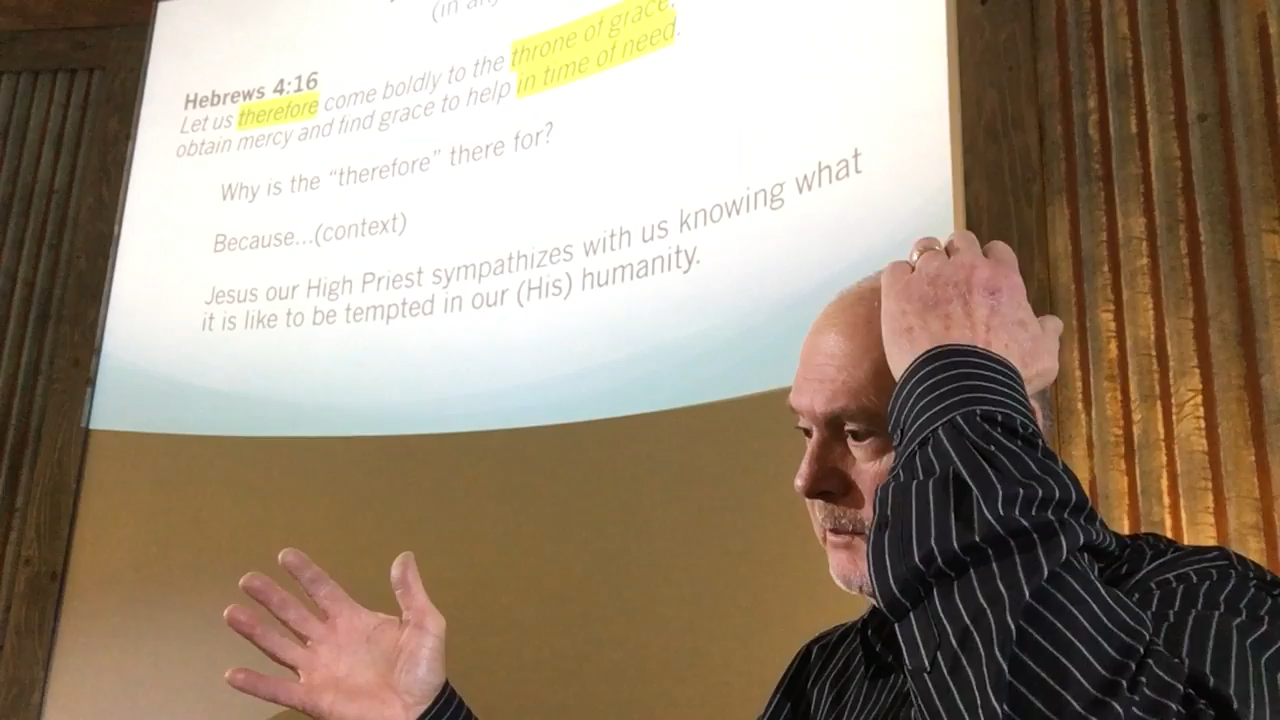 (in any
Hebrews 4:16
Let us therefore come boldly to the throne of grace,
obtain mercy and find grace to help in time of need.
Why is the “therefore” there for?
Because...(context)
Jesus our High Priest sympathizes with us knowing what
it is like to be tempted in our (His) humanity.